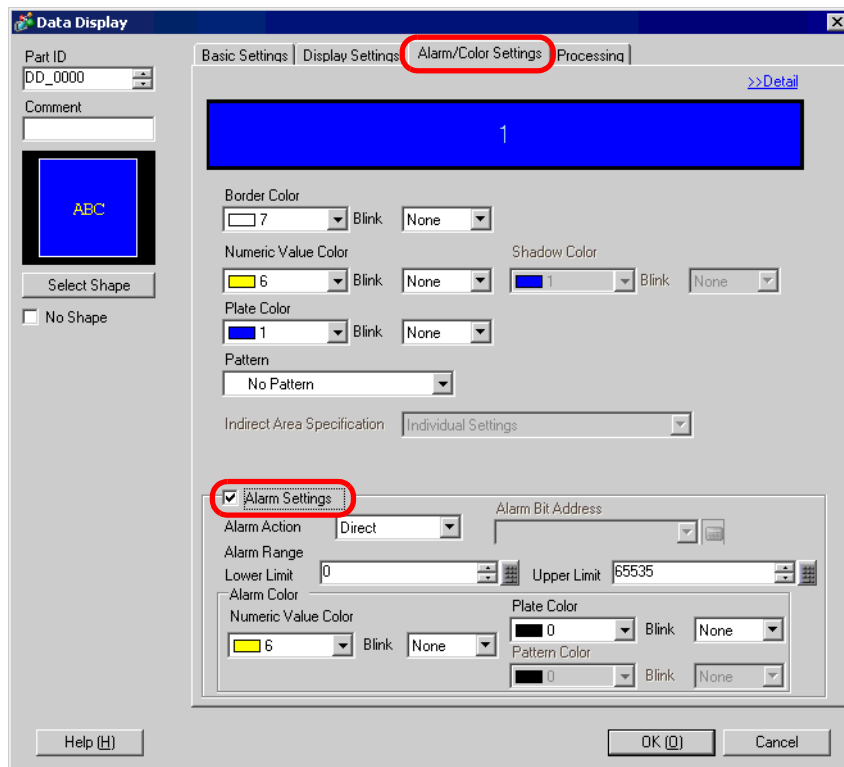 Data Display
Part ID
DD_0000
Comment
ABC
Select Shape
No Shape
Basic Settings Display Settings Alarm/Color Settings Processing
>>Detail
1
Border Color
7 Blink None
Numeric Value Color Shadow Color
6 Blink None 1 Blink None
Plate Color
1 Blink None
Pattern
No Pattern
Indirect Area Specification Individual Settings
Alarm Settings
Alarm Action Direct Alarm Bit Address
Alarm Range
Lower Limit 0 Upper Limit 65535
Alarm Color
Numeric Value Color Plate Color
6 Blink None 0 Blink None
Pattern Color
0 Blink None
Help (H) OK (O) Cancel